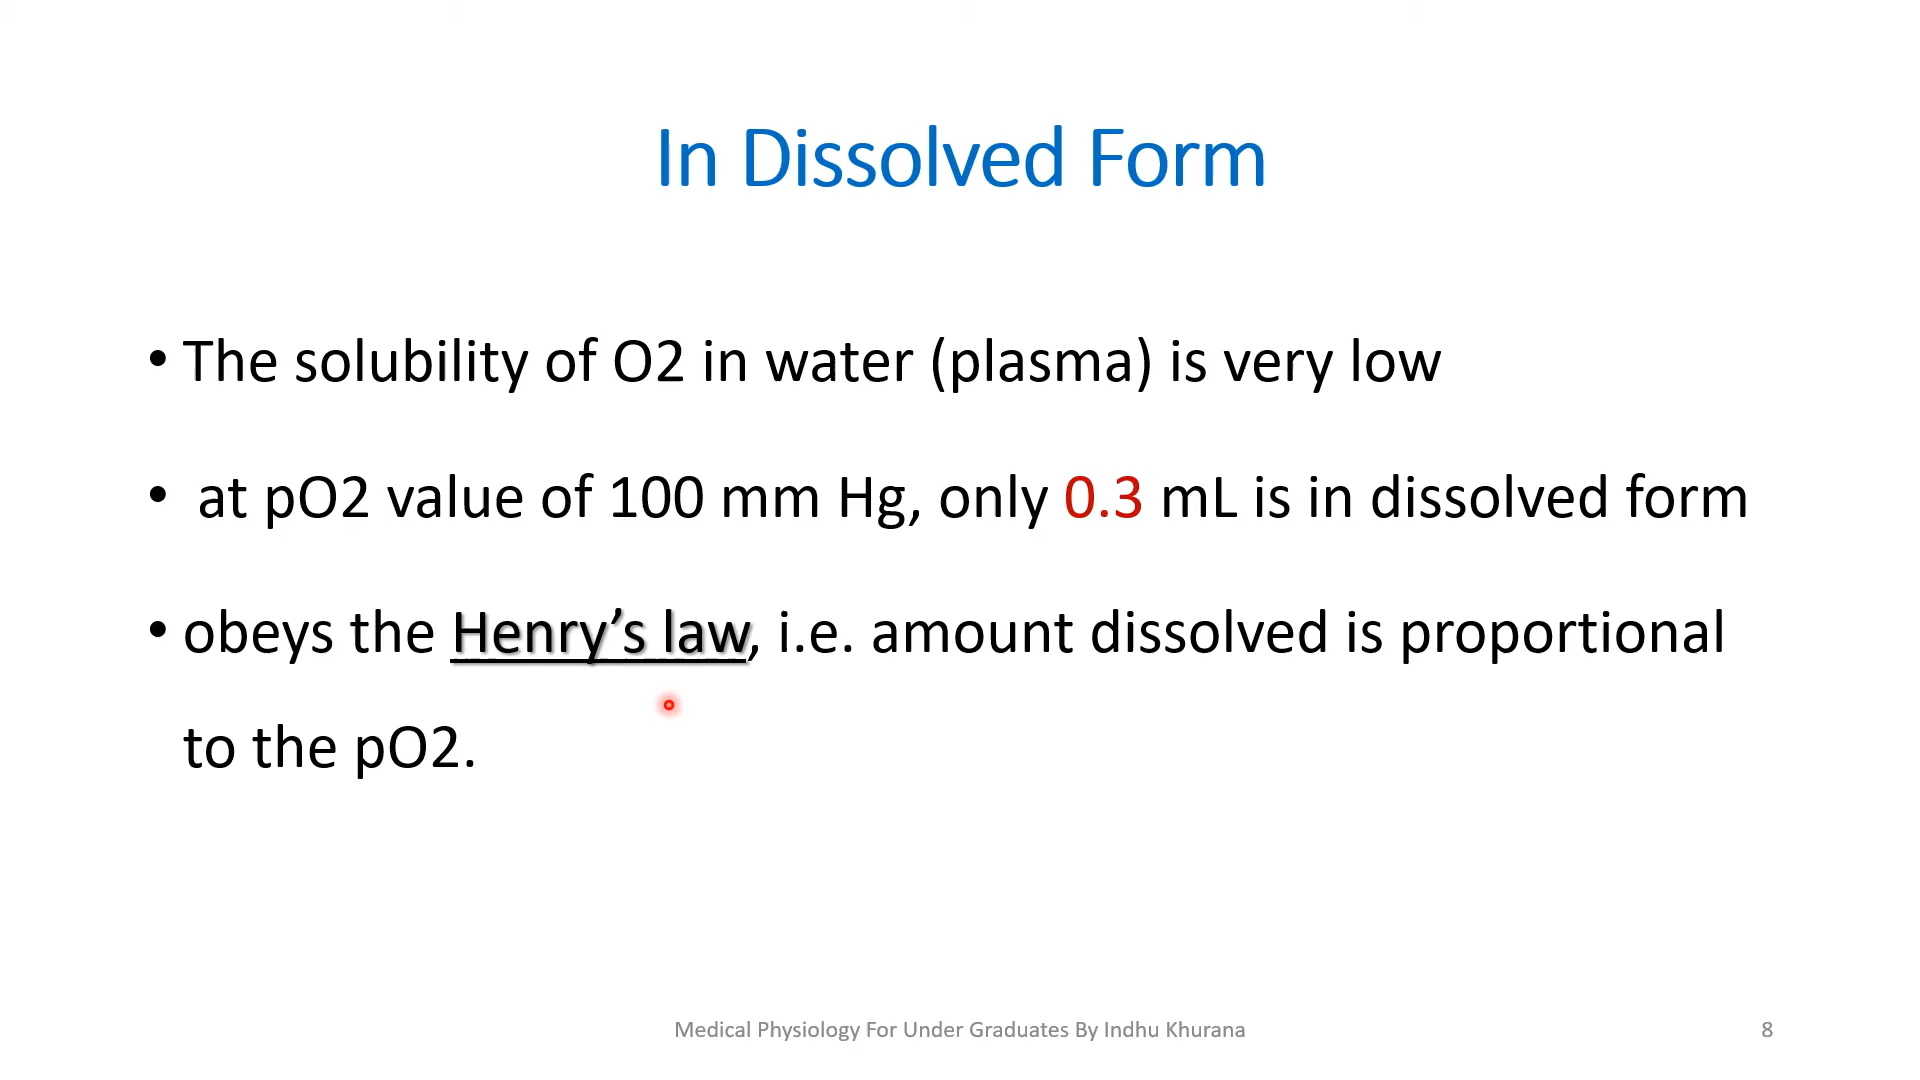 In Dissolved Form
• The solubility of O2 in water (plasma) is very low
• at pO2 value of 100 mm Hg, only 0.3 mL is in dissolved form
• obeys the Henry’s law, i.e. amount dissolved is proportional
to the pO2.
Medical Physiology For Under Graduates By Indhu Khurana
8